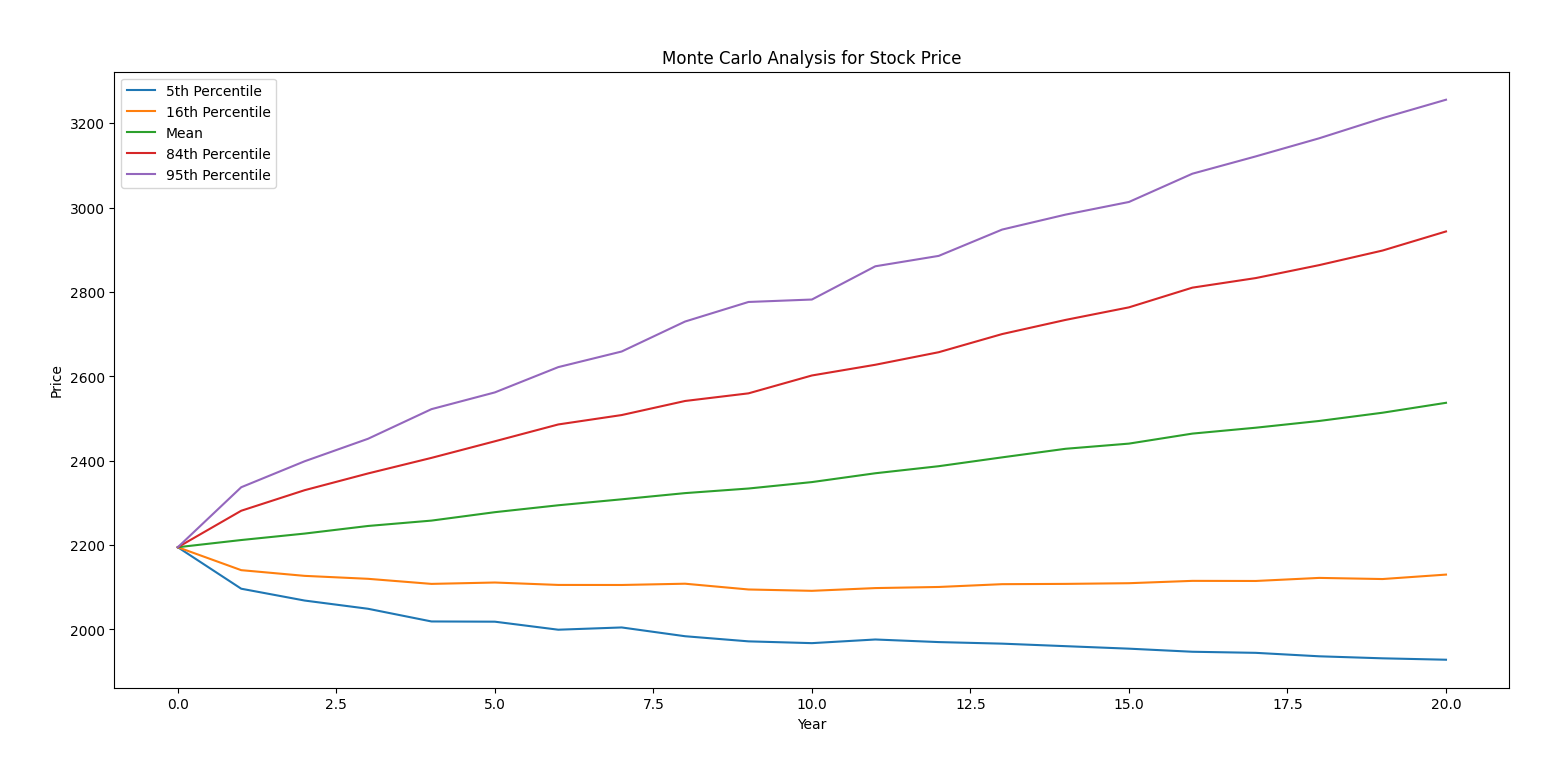 Monte Carlo Analysis for Stock Price
5th Percentile
16th Percentile
Mean
84th Percentile
95th Percentile
Price
3200
3000
2800
2600
2400
2200
2000
0.0 2.5 5.0 7.5 10.0 12.5 15.0 17.5 20.0
Year